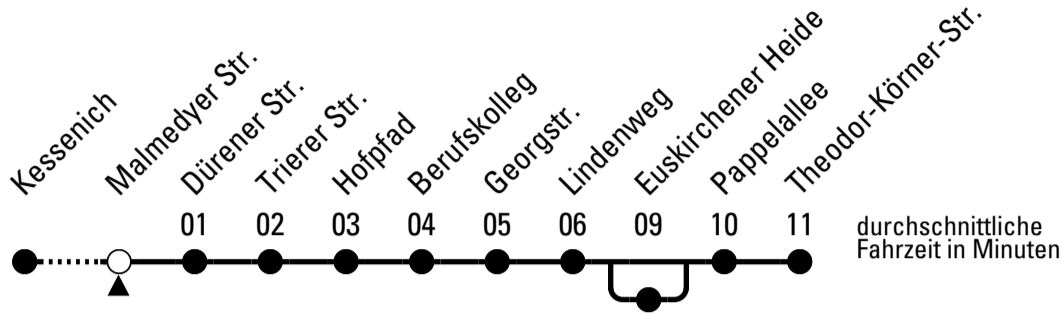 Kessenich
Malmedyer Str.
Dürener Str.
Trierer Str.
Hofpfad
Berufskolleg
Georgstr.
Lindenweg
Euskirchener Heide
Pappelallee
Theodor-Körner-Str.
01 02 03 04 05 06 09 10 11
durchschnittliche
Fahrzeit in Minuten